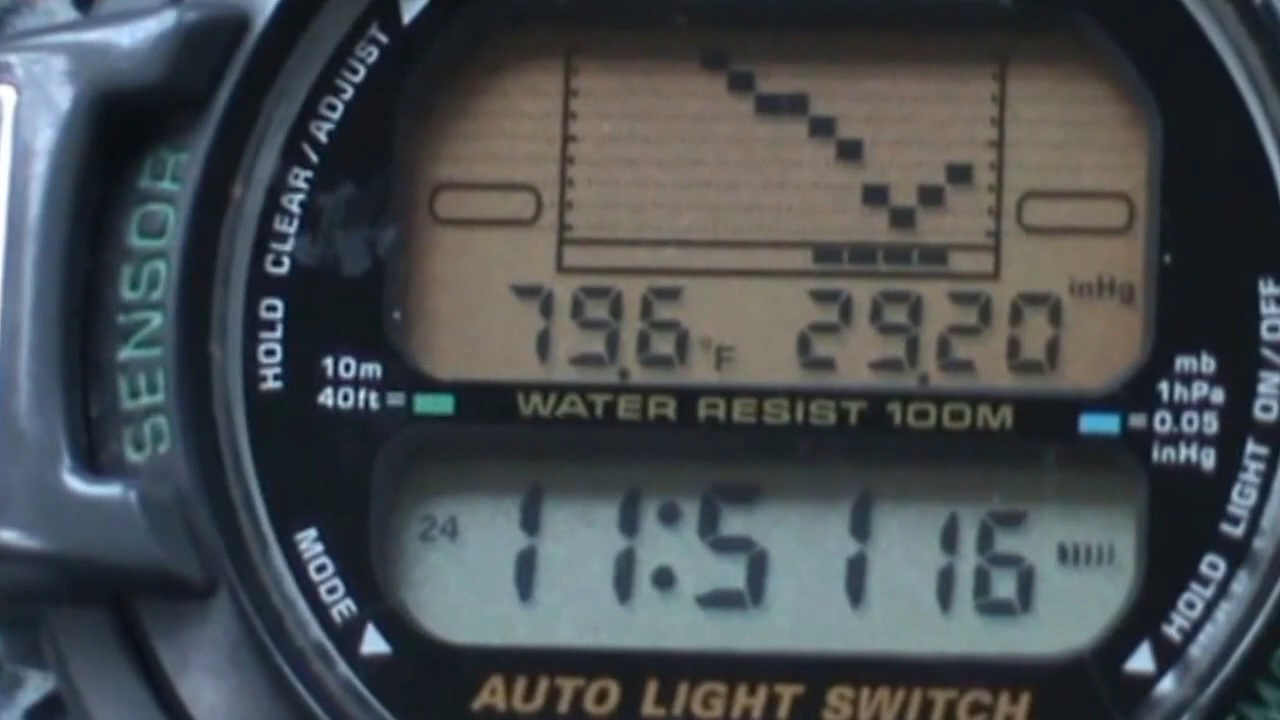 HOLD CLEAR/ADJUST
SENSOR
inHg
79.6 °F 29.20
10m
40ft =
WATER RESIST 100M
mb
1hPa
= 0.05
inHg
HOLD LIGHT ON/OFF
24 11:51 16
MODE
AUTO LIGHT SWITCH